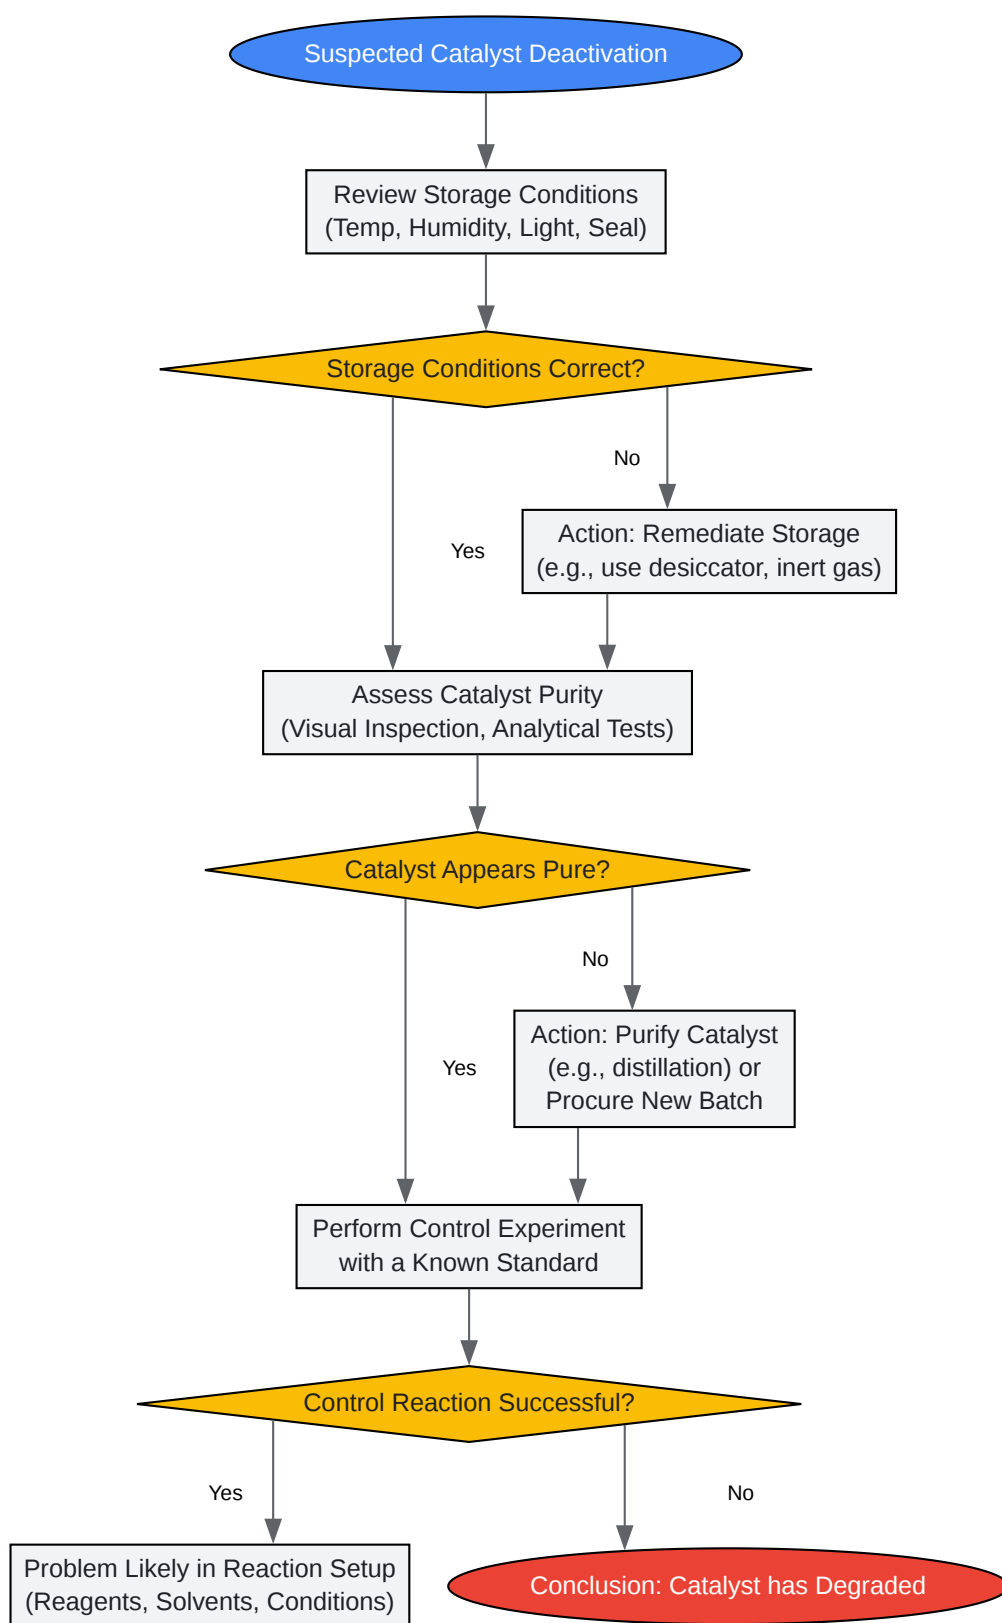 Suspected Catalyst Deactivation
Review Storage Conditions
(Temp, Humidity, Light, Seal)
Storage Conditions Correct?
No
Action: Remediate Storage
(e.g., use desiccator, inert gas)
Yes
Assess Catalyst Purity
(Visual Inspection, Analytical Tests)
Catalyst Appears Pure?
No
Action: Purify Catalyst
(e.g., distillation) or
Procure New Batch
Yes
Perform Control Experiment
with a Known Standard
Control Reaction Successful?
Yes
No
Problem Likely in Reaction Setup
(Reagents, Solvents, Conditions)
Conclusion: Catalyst has Degraded